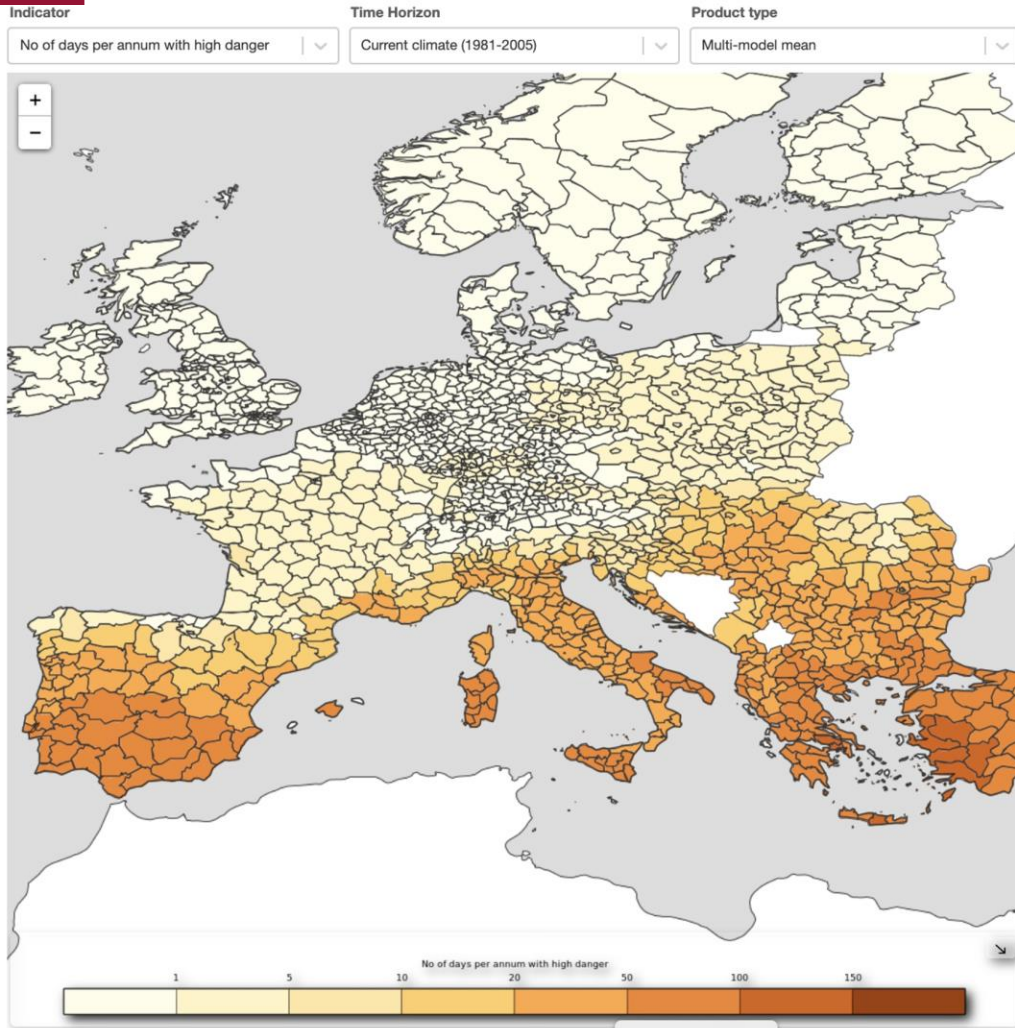 Indicator
Time Horizon
Product type
No of days per annum with high danger
Current climate (1981-2005)
Multi-model mean
+
−
No of days per annum with high danger
1 5 10 20 50 100 150